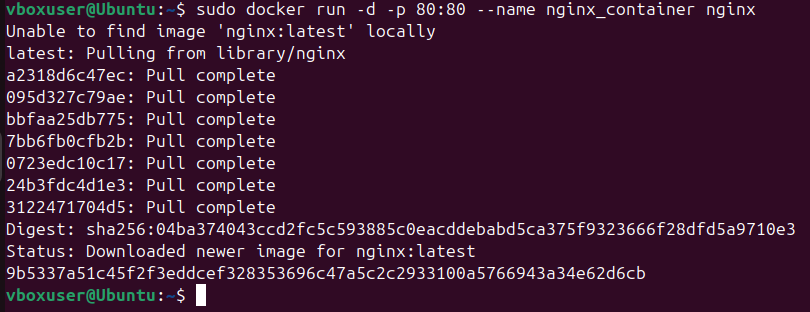 vboxuser@Ubuntu:~$ sudo docker run -d -p 80:80 --name nginx_container nginx
Unable to find image 'nginx:latest' locally
latest: Pulling from library/nginx
a2318d6c47ec: Pull complete
095d327c79ae: Pull complete
bbfaa25db775: Pull complete
7bb6fb0cfb2b: Pull complete
0723edc10c17: Pull complete
24b3fdc4d1e3: Pull complete
3122471704d5: Pull complete
Digest: sha256:04ba374043ccd2fc5c593885c0eacddebabd5ca375f9323666f28dfd5a9710e3
Status: Downloaded newer image for nginx:latest
9b5337a51c45f2f3eddcef328353696c47a5c2c2933100a5766943a34e62d6cb
vboxuser@Ubuntu:~$